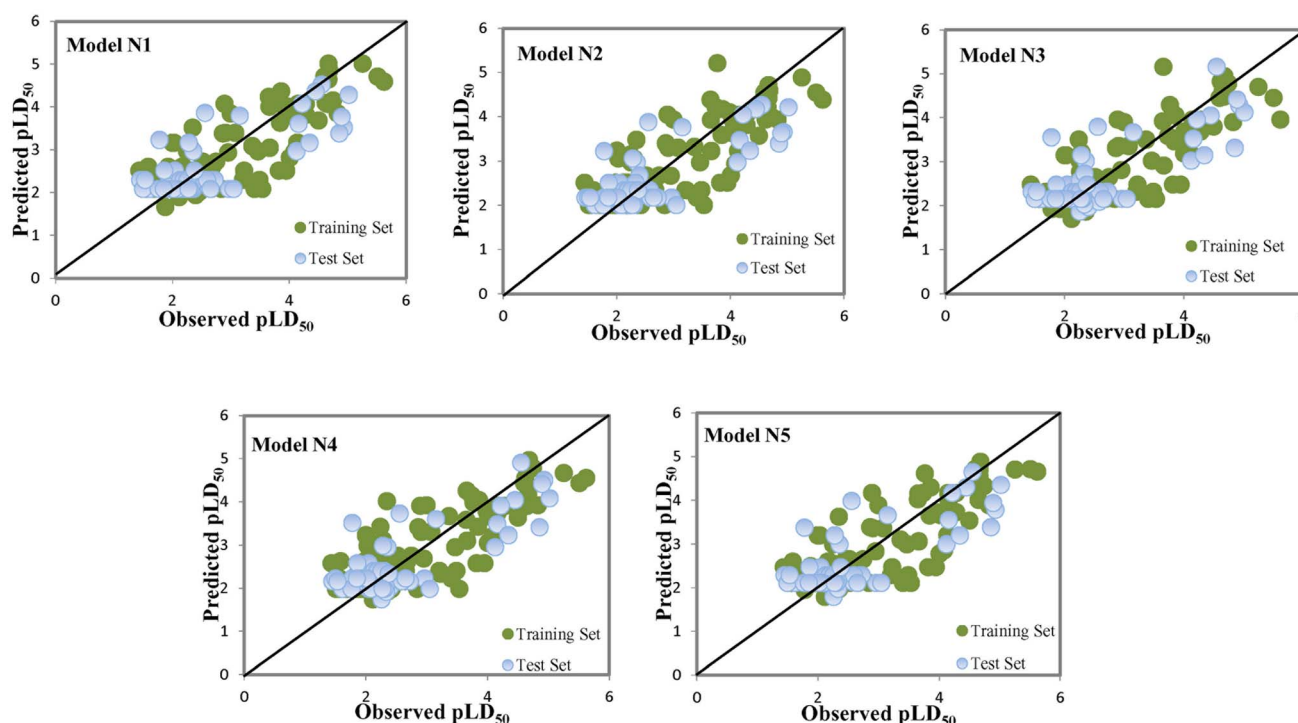 Model N1
Predicted pLD₅₀
6
5
4
3
2
1
0
0 2 4 6
Observed pLD₅₀
Training Set
Test Set
Model N2
Predicted pLD₅₀
6
5
4
3
2
1
0
0 2 4 6
Observed pLD₅₀
Training Set
Test Set
Model N3
Predicted pLD₅₀
6
5
4
3
2
1
0
0 2 4
Observed pLD₅₀
Training Set
Test Set
Model N4
Predicted pLD₅₀
6
5
4
3
2
1
0
0 2 4 6
Observed pLD₅₀
Training Set
Test Set
Model N5
Predicted pLD₅₀
6
5
4
3
2
1
0
0 2 4 6
Observed pLD₅₀
Training Set
Test Set